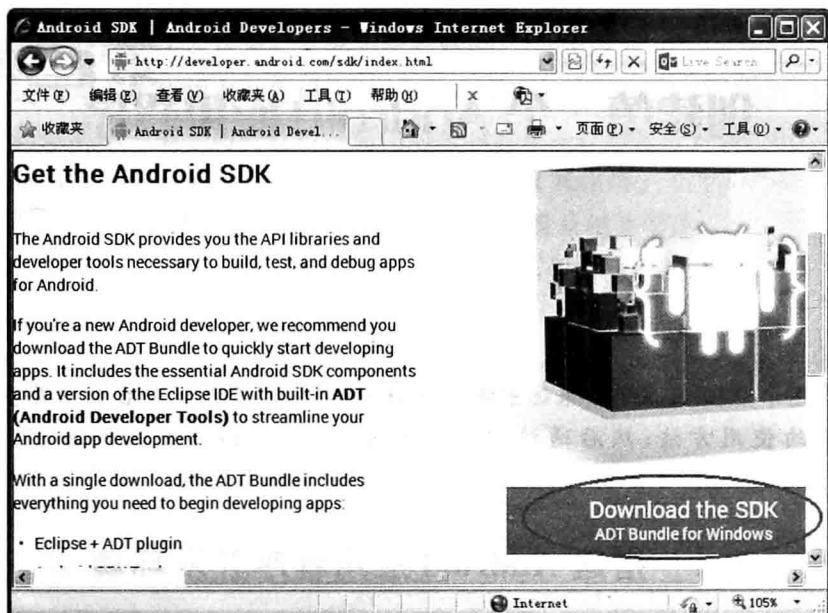 Android SDK | Android Developers - Windows Internet Explorer
http://developer.android.com/sdk/index.html
Live Search
文件(F) 编辑(E) 查看(V) 收藏夹(A) 工具(T) 帮助(H)
收藏夹 Android SDK | Android Devel...
页面(P) 安全(S) 工具(O)
Get the Android SDK
The Android SDK provides you the API libraries and
developer tools necessary to build, test, and debug apps
for Android.
If you're a new Android developer, we recommend you
download the ADT Bundle to quickly start developing
apps. It includes the essential Android SDK components
and a version of the Eclipse IDE with built-in ADT
(Android Developer Tools) to streamline your
Android app development.
With a single download, the ADT Bundle includes
everything you need to begin developing apps:
· Eclipse + ADT plugin
Download the SDK
ADT Bundle for Windows
Internet
105%